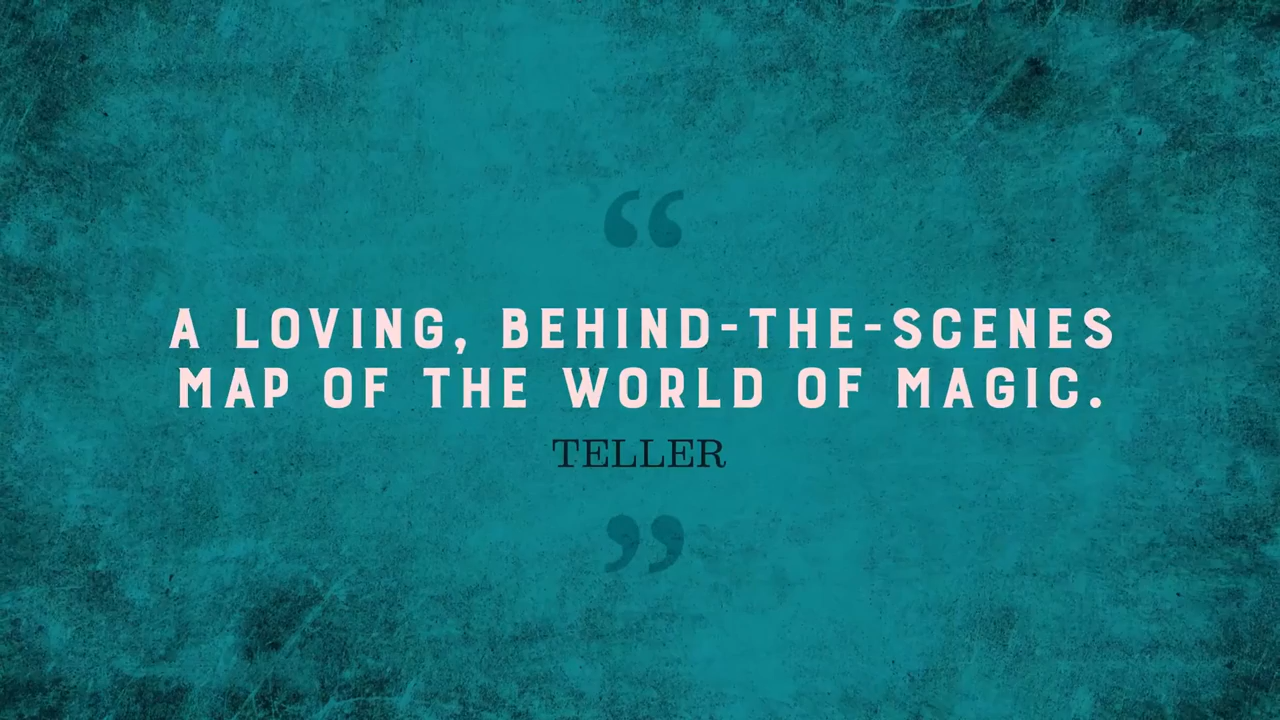 “
A LOVING, BEHIND-THE-SCENES
MAP OF THE WORLD OF MAGIC.
TELLER
”